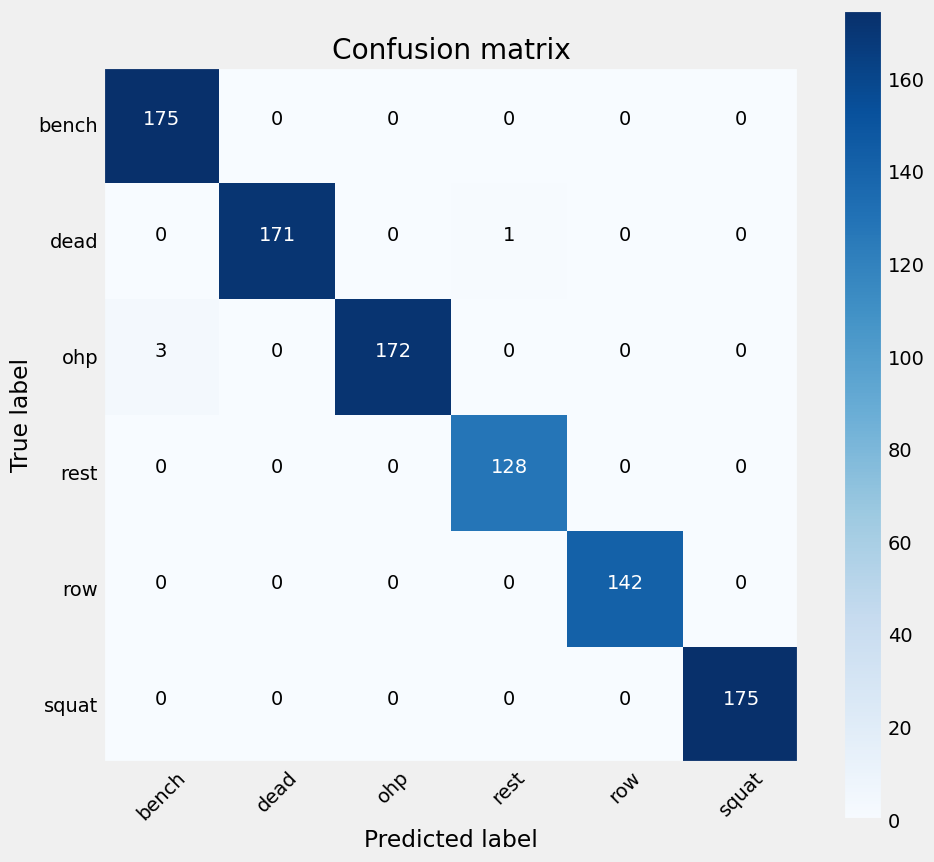 Confusion matrix
bench 175 0 0 0 0 0
dead 0 171 0 1 0 0
ohp 3 0 172 0 0 0
rest 0 0 0 128 0 0
row 0 0 0 0 142 0
squat 0 0 0 0 0 175
True label
bench dead ohp rest row squat
Predicted label
160
140
120
100
80
60
40
20
0